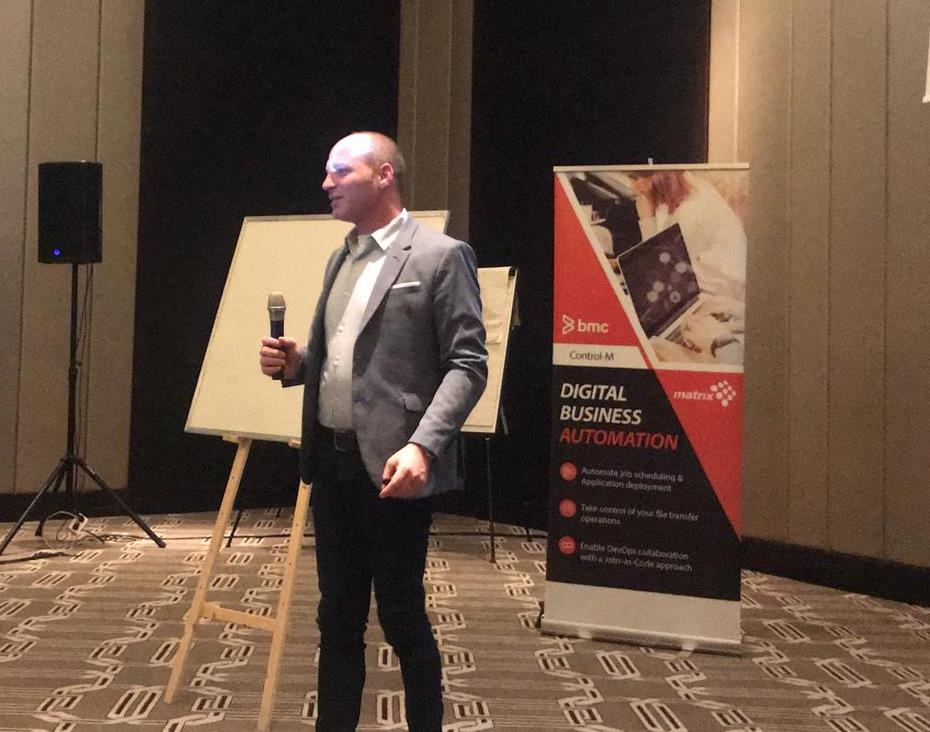 bmc
Control-M
matrix
DIGITAL
BUSINESS
AUTOMATION
Automate job scheduling &
Application deployment
Take control of your file transfer
operations
Enable DevOps collaboration
with a Jobs-as-Code approach